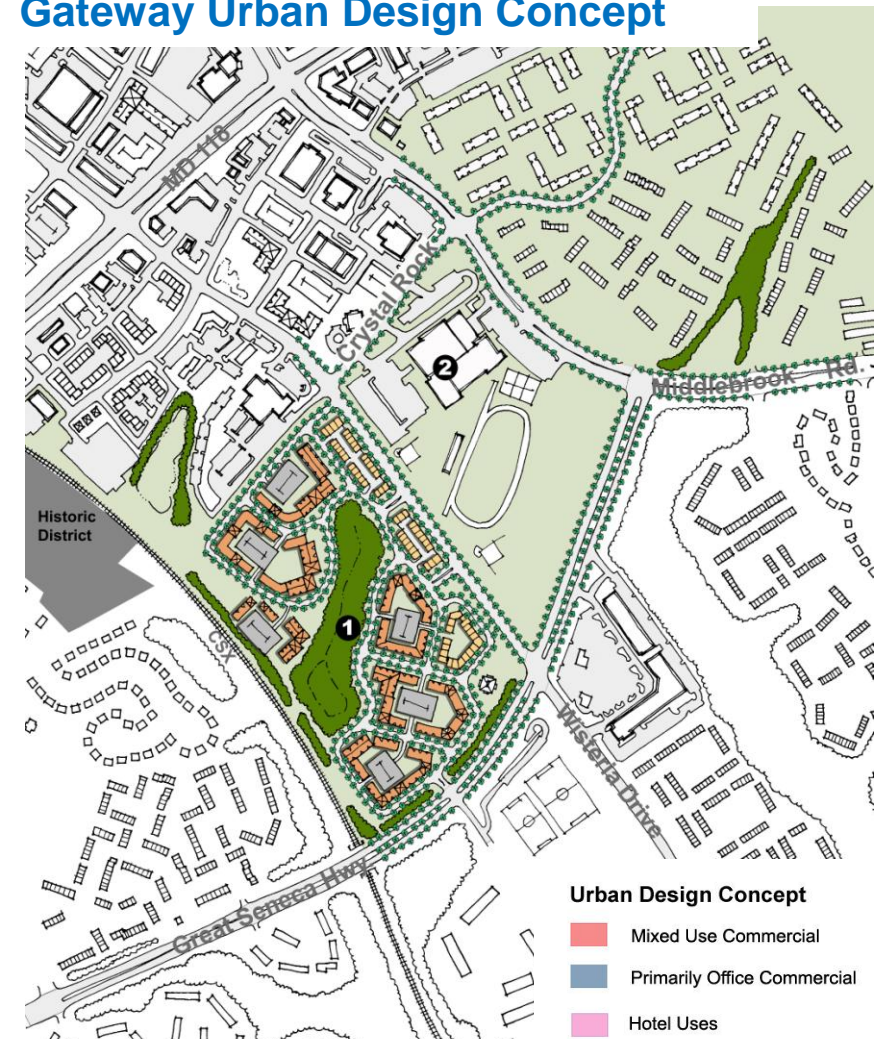 Gateway Urban Design Concept
MD 118
Crystal Rock
2
Middlebrook Rd.
Historic
District
1
CSX
Wisteria Drive
Great Seneca Hwy
Urban Design Concept
Mixed Use Commercial
Primarily Office Commercial
Hotel Uses